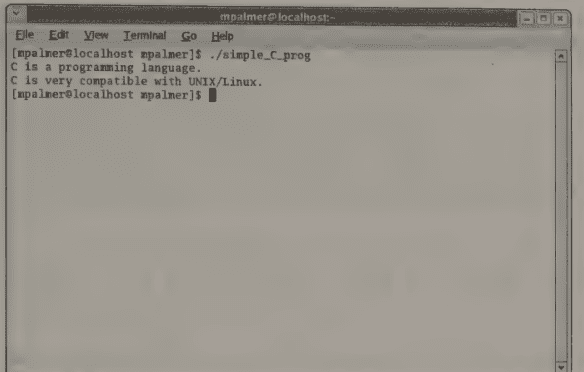 mpalmer@localhost:~
File Edit View Terminal Go Help
[mpalmer@localhost mpalmer]$ ./simple_C_prog
C is a programming language.
C is very compatible with UNIX/Linux.
[mpalmer@localhost mpalmer]$